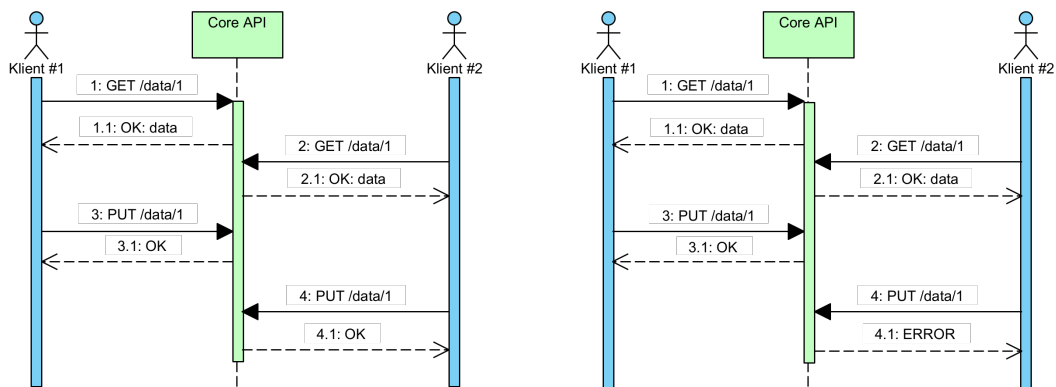 Core API
Klient #1
Klient #2
1: GET /data/1
1.1: OK: data
2: GET /data/1
2.1: OK: data
3: PUT /data/1
3.1: OK
4: PUT /data/1
4.1: OK
Core API
Klient #1
Klient #2
1: GET /data/1
1.1: OK: data
2: GET /data/1
2.1: OK: data
3: PUT /data/1
3.1: OK
4: PUT /data/1
4.1: ERROR